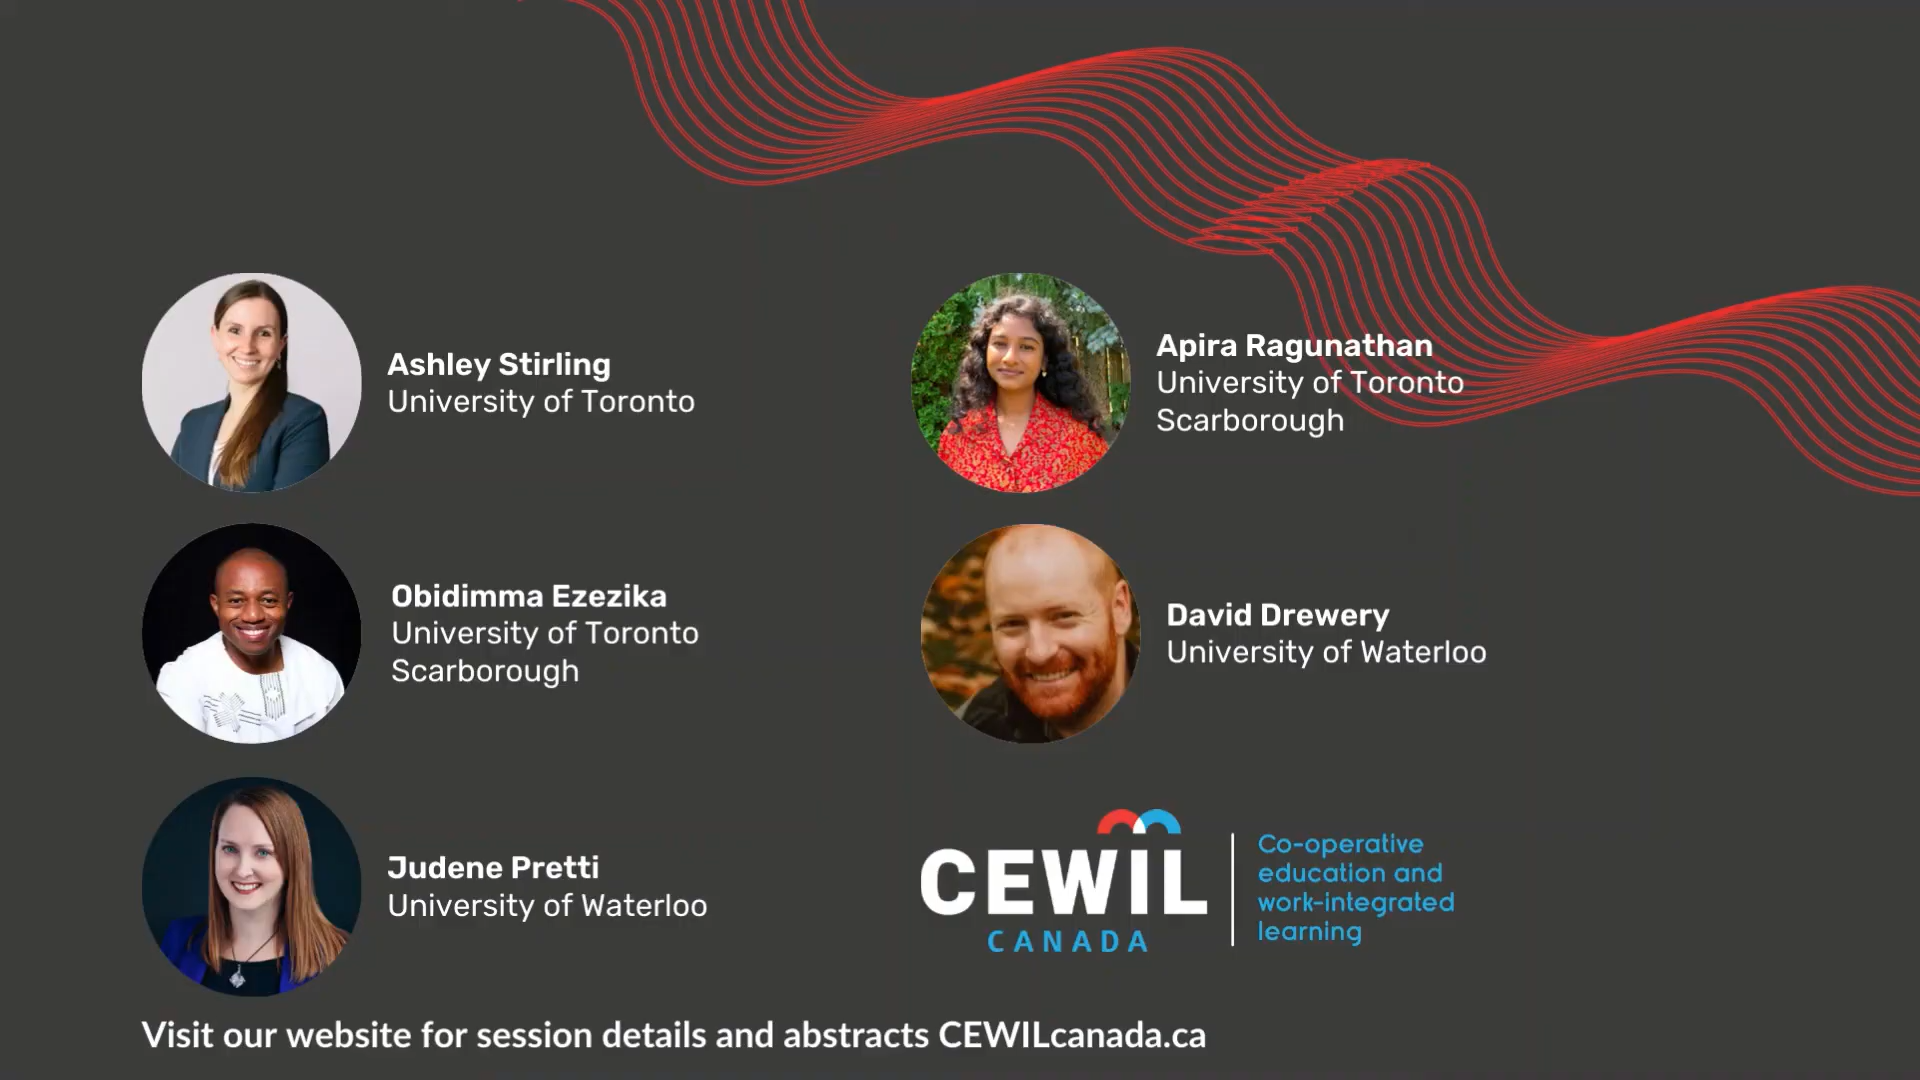 Ashley Stirling
University of Toronto
Apira Ragunathan
University of Toronto
Scarborough
Obidimma Ezezika
University of Toronto
Scarborough
David Drewery
University of Waterloo
Judene Pretti
University of Waterloo
CEWIL
CANADA
Co-operative
education and
work-integrated
learning
Visit our website for session details and abstracts CEWILcanada.ca